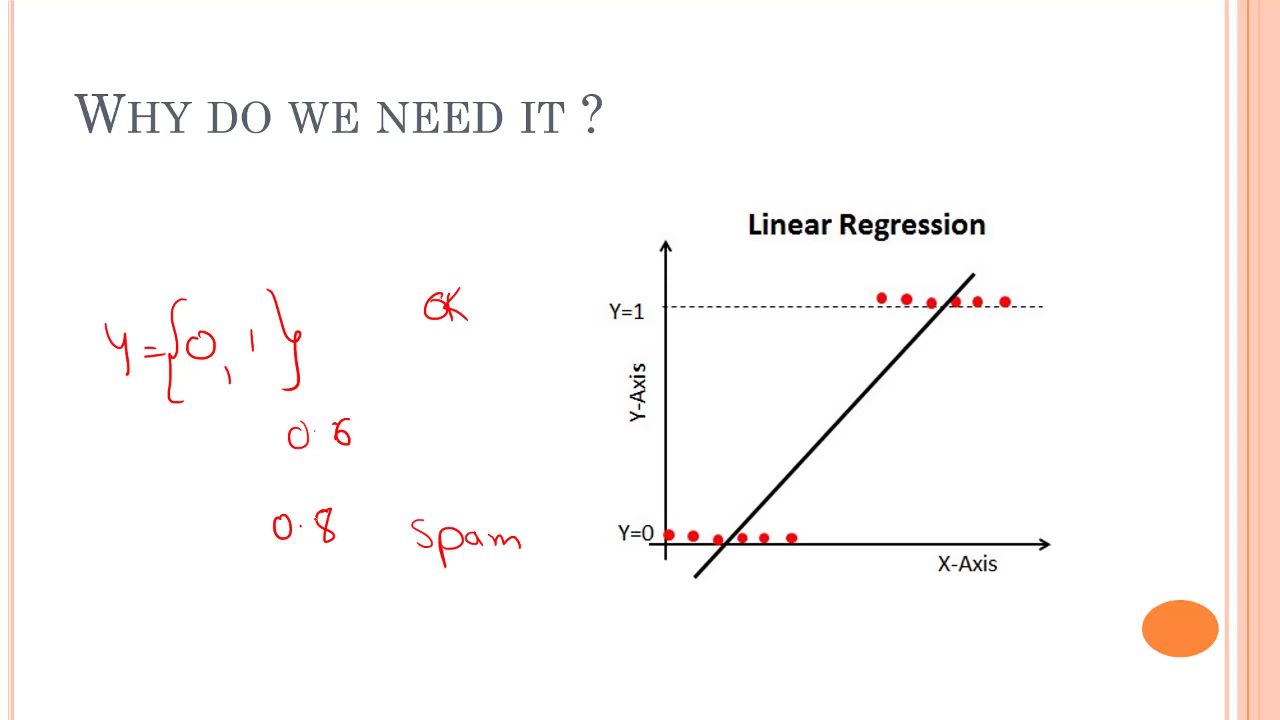 WHY DO WE NEED IT ?
Linear Regression
Y=1
Y-Axis
Y=0
X-Axis
Y={0,1}
OK
0.6
0.8
Spam